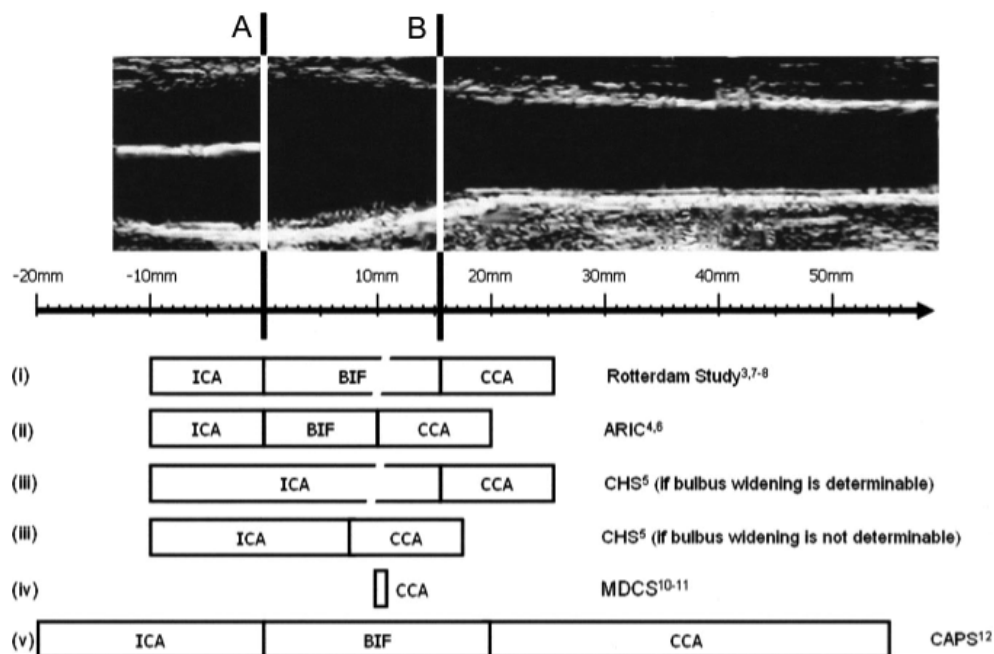 A B
-20mm -10mm 10mm 20mm 30mm 40mm 50mm
(i) ICA BIF CCA Rotterdam Study3,7-8
(ii) ICA BIF CCA ARIC4,6
(iii) ICA CCA CHS5 (if bulbus widening is determinable)
(iii) ICA CCA CHS5 (if bulbus widening is not determinable)
(iv) CCA MDCS10-11
(v) ICA BIF CCA CAPS12